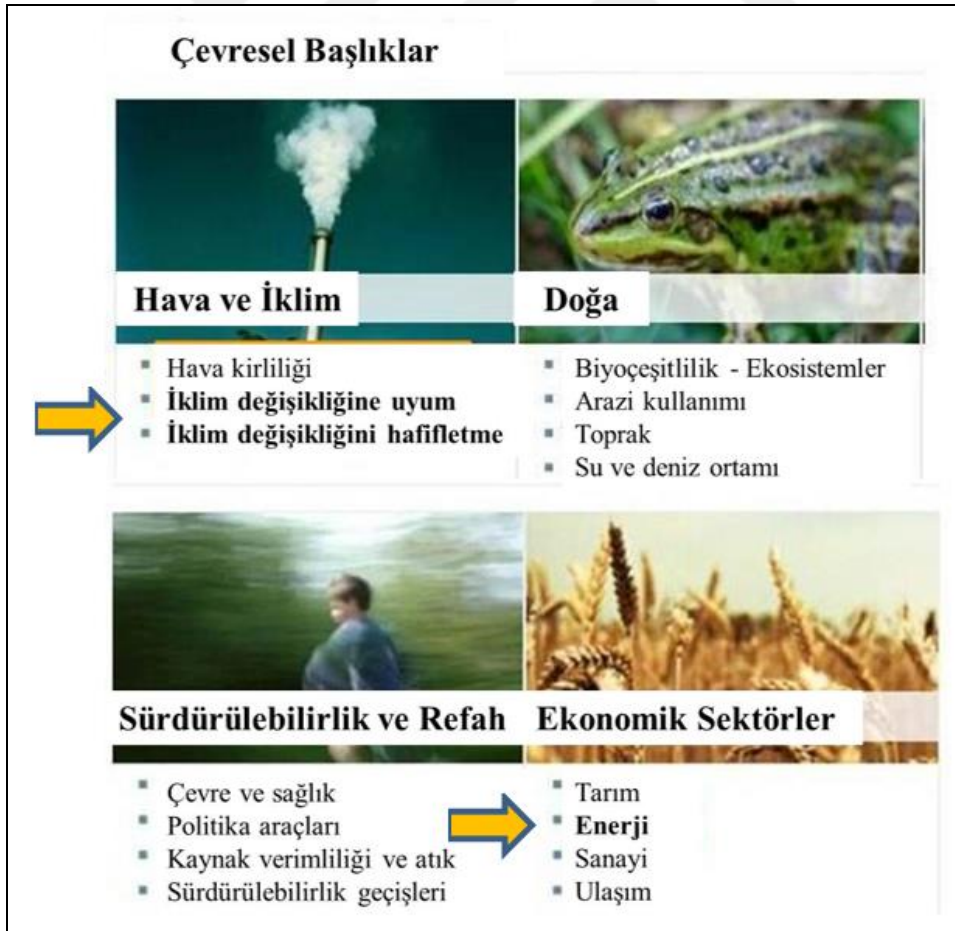 Çevresel Başlıklar
Hava ve İklim
Hava kirliliği
İklim değişikliğine uyum
İklim değişikliğini hafifletme
Doğa
Biyoçeşitlilik - Ekosistemler
Arazi kullanımı
Toprak
Su ve deniz ortamı
Sürdürülebilirlik ve Refah
Çevre ve sağlık
Politika araçları
Kaynak verimliliği ve atık
Sürdürülebilirlik geçişleri
Ekonomik Sektörler
Tarım
Enerji
Sanayi
Ulaşım